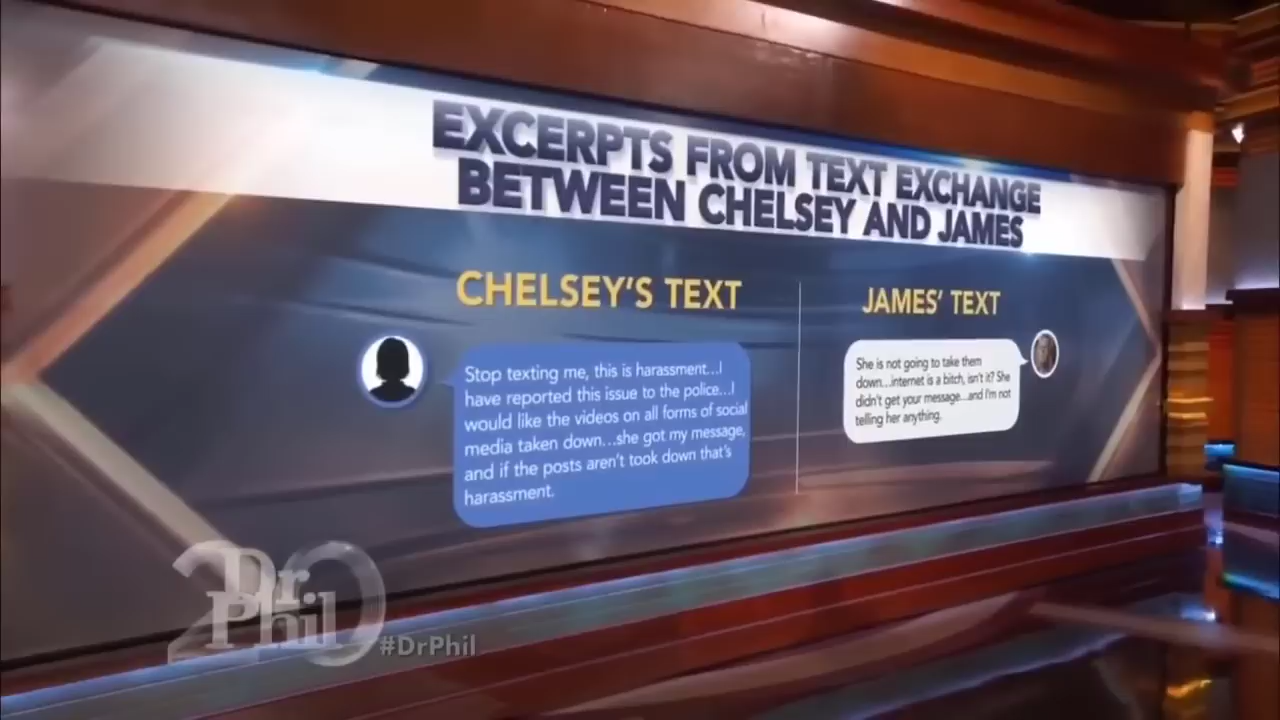 EXCERPTS FROM TEXT EXCHANGE
BETWEEN CHELSEY AND JAMES
CHELSEY'S TEXT
Stop texting me, this is harassment...I
have reported this issue to the police...I
would like the videos on all forms of social
media taken down...she got my message,
and if the posts aren't took down that's
harassment.
JAMES' TEXT
She is not going to take them
down...internet is a bitch, isn't it? She
didn't get your message...and I'm not
telling her anything.
20
Dr.
Phil
#DrPhil